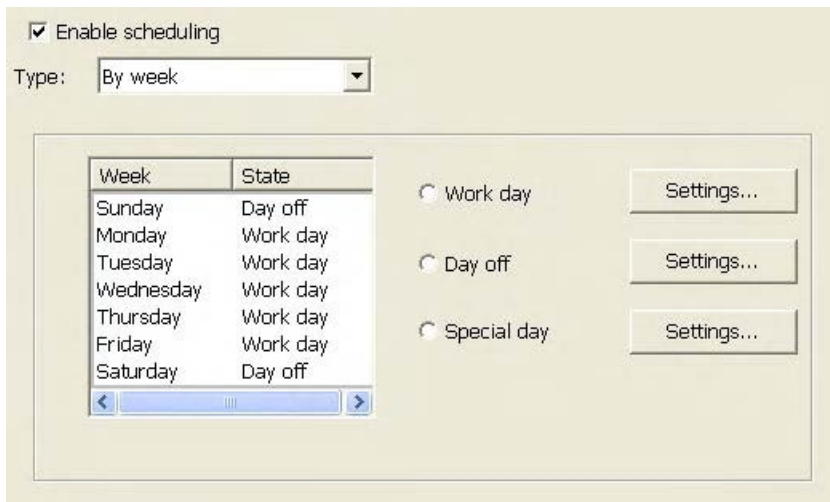 Enable scheduling
Type: By week
Week State
Sunday Day off
Monday Work day
Tuesday Work day
Wednesday Work day
Thursday Work day
Friday Work day
Saturday Day off
Work day Settings...
Day off Settings...
Special day Settings...